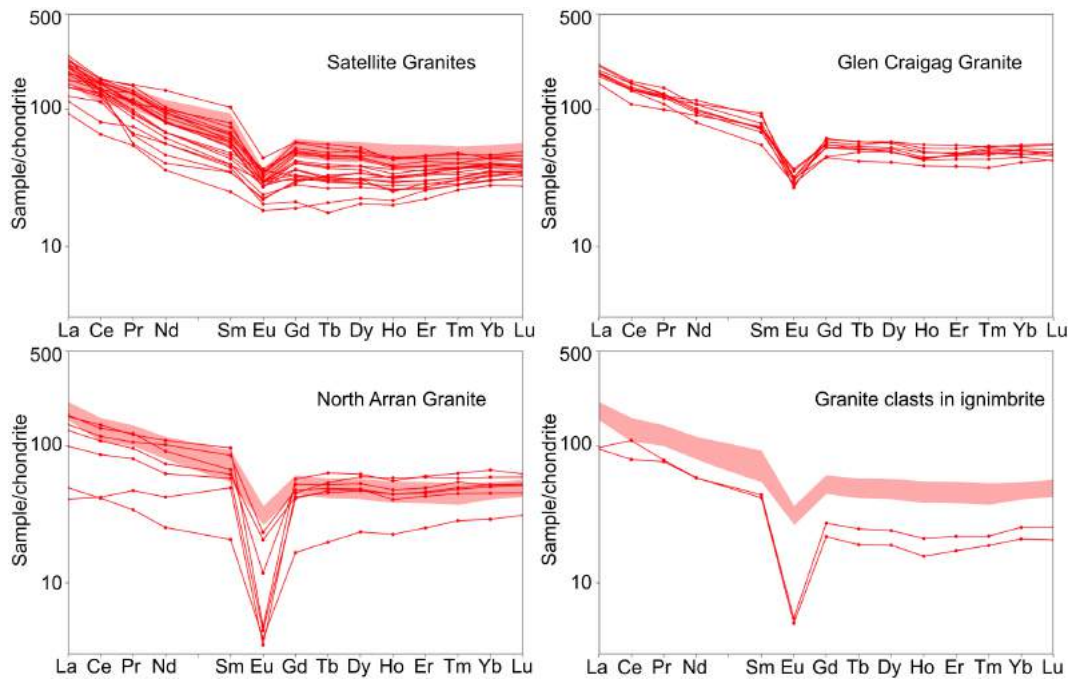 500
100
10
Sample/chondrite
Satellite Granites
La Ce Pr Nd Sm Eu Gd Tb Dy Ho Er Tm Yb Lu
500
100
10
Sample/chondrite
Glen Craigag Granite
La Ce Pr Nd Sm Eu Gd Tb Dy Ho Er Tm Yb Lu
500
100
10
Sample/chondrite
North Arran Granite
La Ce Pr Nd Sm Eu Gd Tb Dy Ho Er Tm Yb Lu
500
100
10
Sample/chondrite
Granite clasts in ignimbrite
La Ce Pr Nd Sm Eu Gd Tb Dy Ho Er Tm Yb Lu